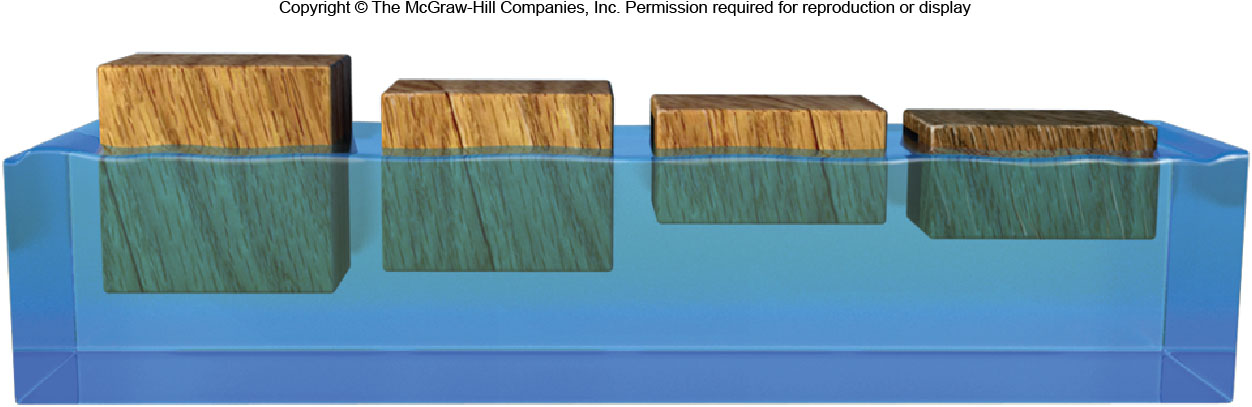 Copyright © The McGraw-Hill Companies, Inc. Permission required for reproduction or display